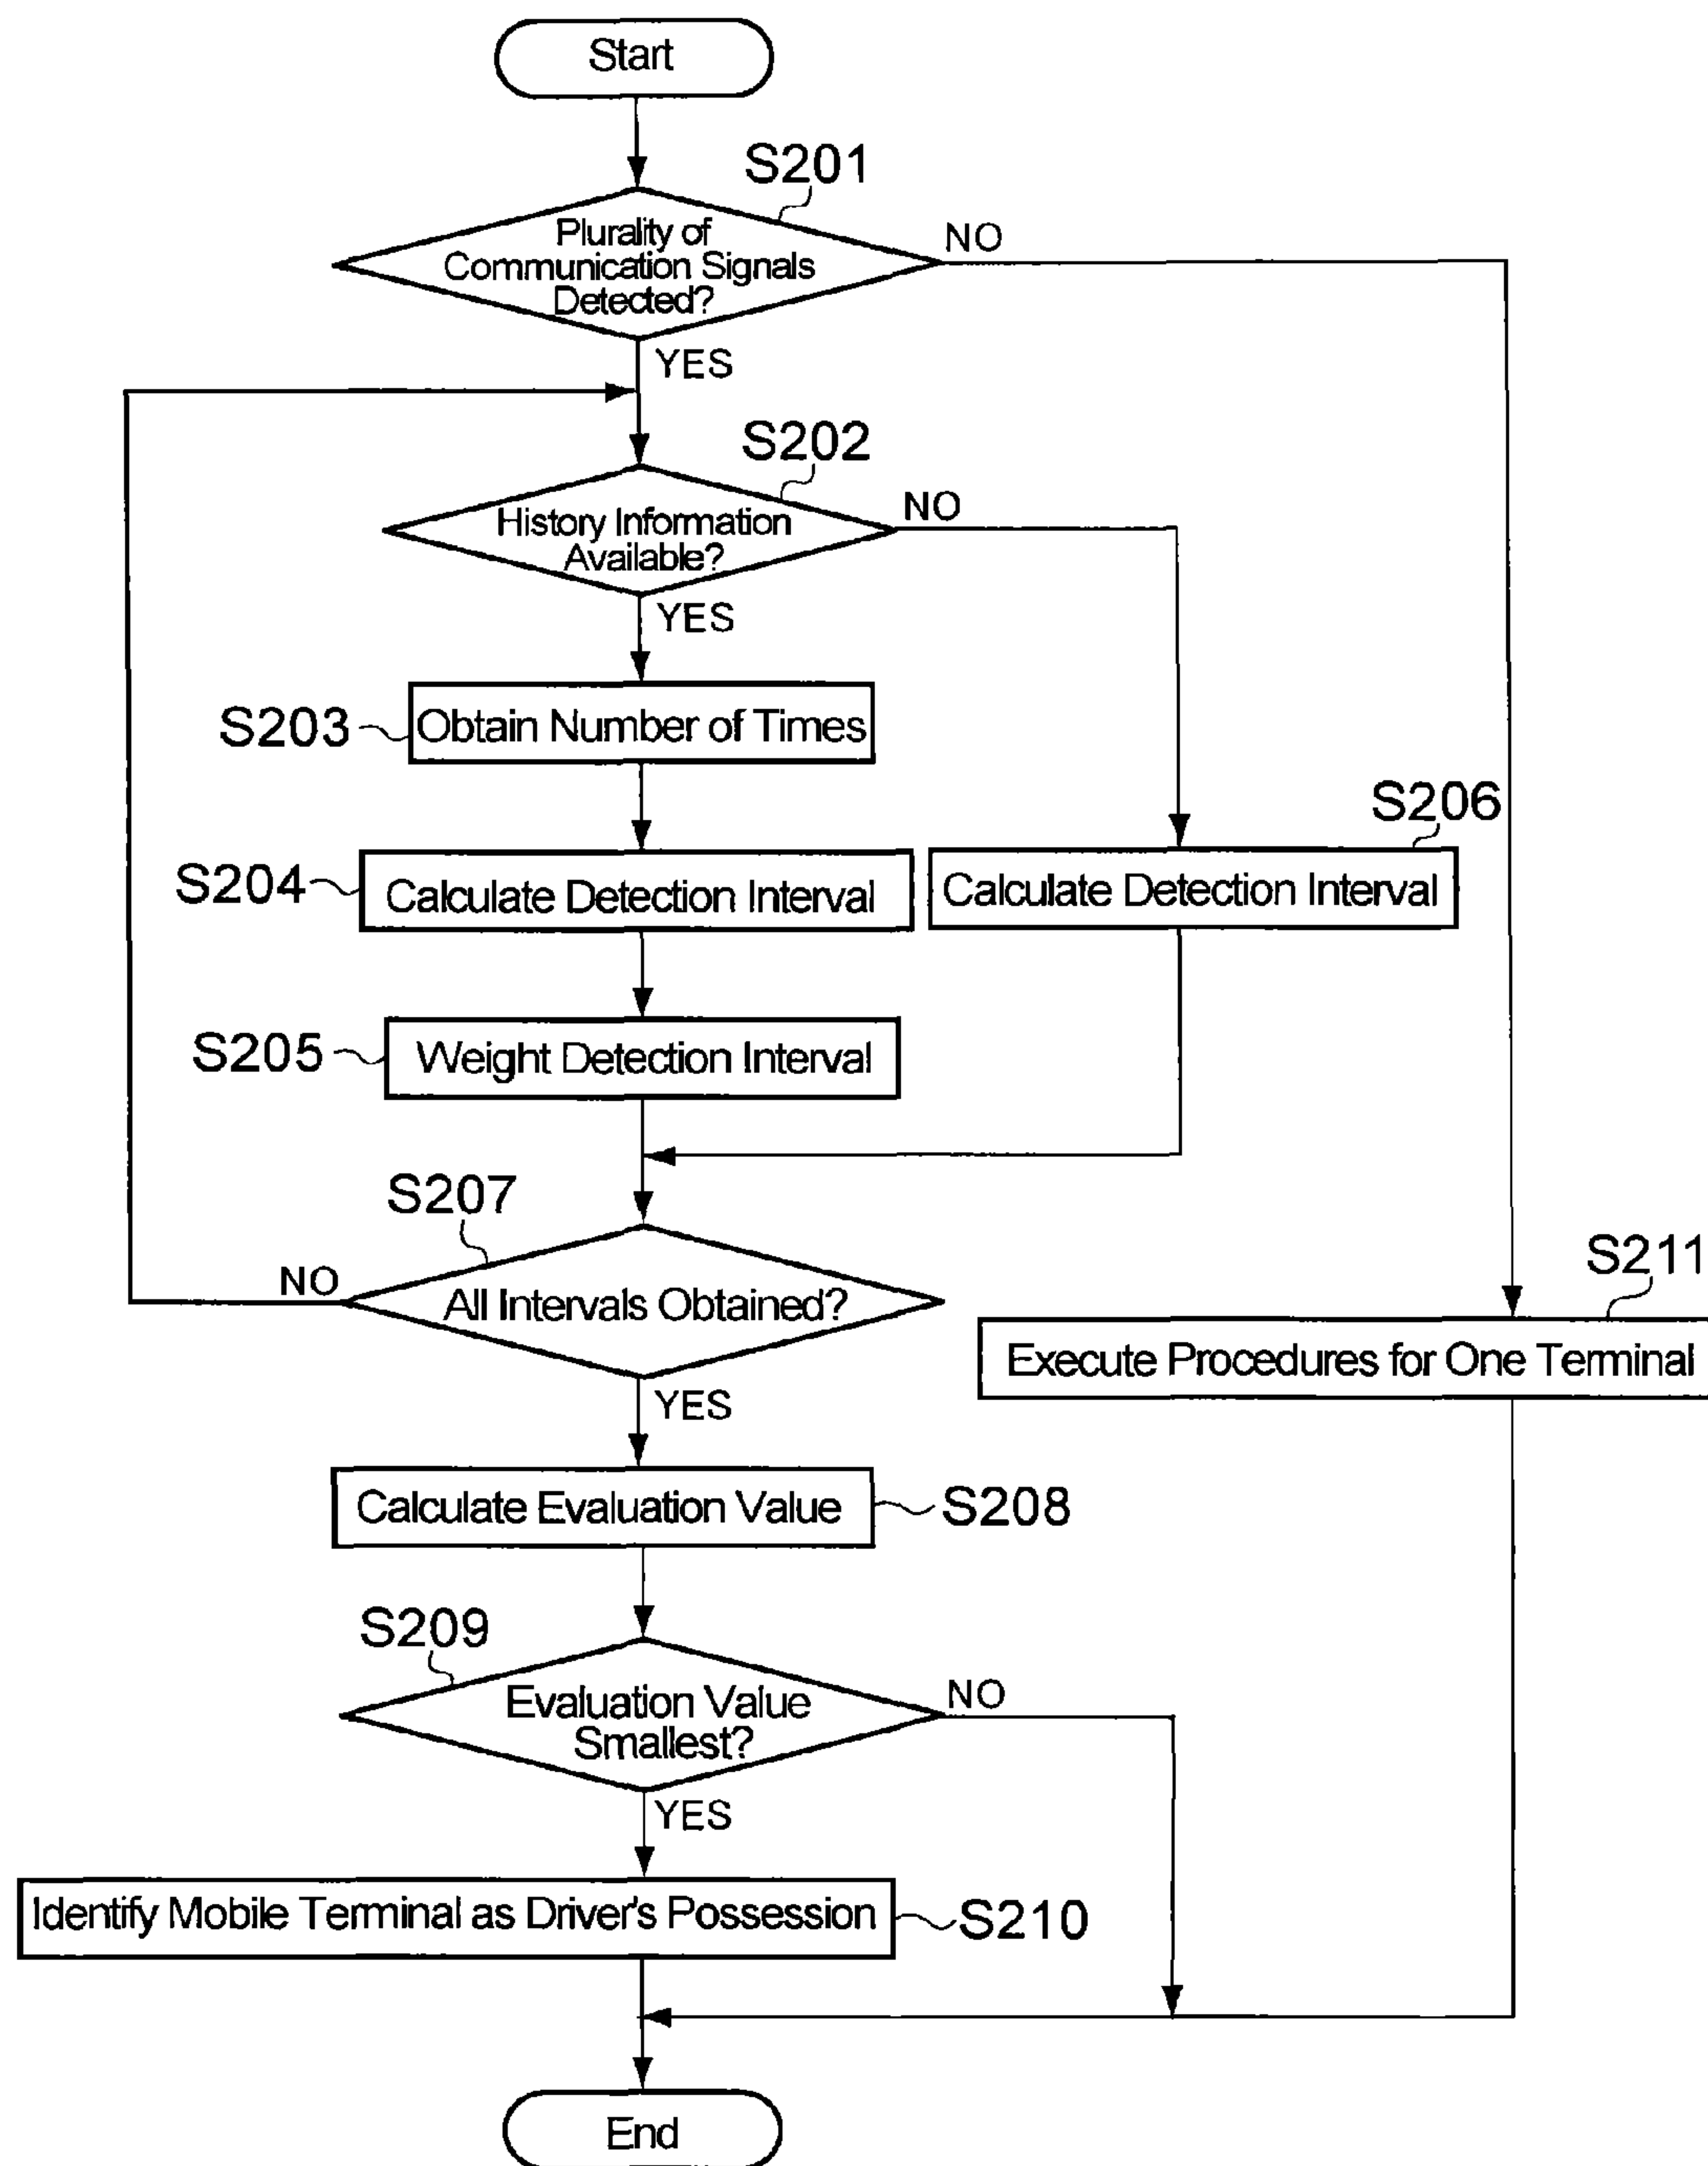 Start
S201
Plurality of
Communication Signals
Detected?
NO
YES
S202
History Information
Available?
NO
YES
S203
Obtain Number of Times
S206
S204
Calculate Detection Interval
Calculate Detection Interval
S205
Weight Detection Interval
S207
All Intervals Obtained?
NO
YES
S211
Execute Procedures for One Terminal
Calculate Evaluation Value
S208
S209
Evaluation Value
Smallest?
NO
YES
Identify Mobile Terminal as Driver's Possession
S210
End